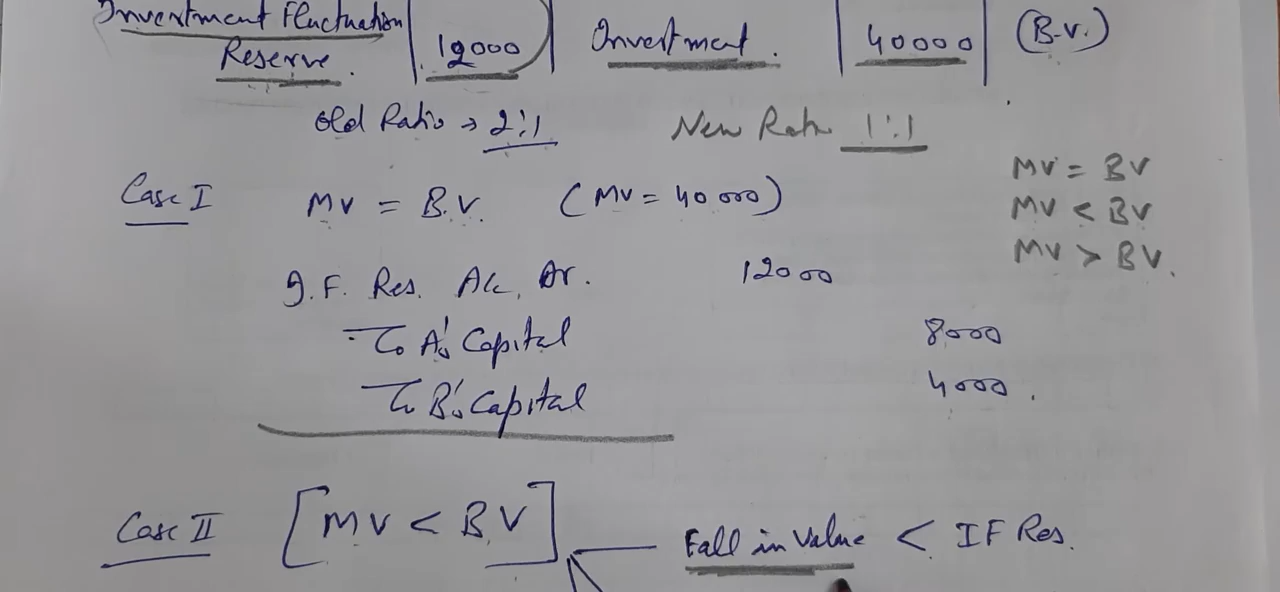 Investment Fluctuation
Reserve. 12000 Investment. 40000 (B.V.)
Old Ratio → 2:1 New Ratio 1:1
MV = BV
MV < BV
MV > BV.
Case I MV = B.V. (MV = 40000)
I.F. Res. A/c. Dr. 12000
To A's Capital 8000
To B's Capital 4000.
Case II [MV < BV] Fall in Value < IF Res.